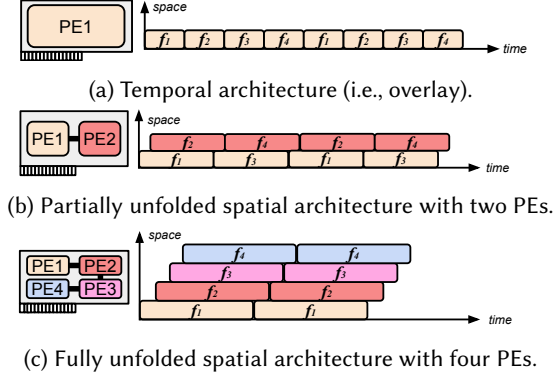 PE1
space
f1 f2 f3 f4 f1 f2 f3 f4
time
(a) Temporal architecture (i.e., overlay).
PE1 PE2
space
f2 f4 f2 f4
f1 f3 f1 f3
time
(b) Partially unfolded spatial architecture with two PEs.
PE1 PE2
PE4 PE3
space
f4 f4
f3 f3
f2 f2
f1 f1
time
(c) Fully unfolded spatial architecture with four PEs.